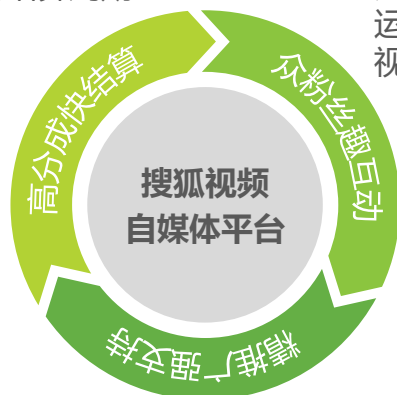 运
视
高分成快结算
众粉丝趣互动
搜狐视频
自媒体平台
精推广强支持